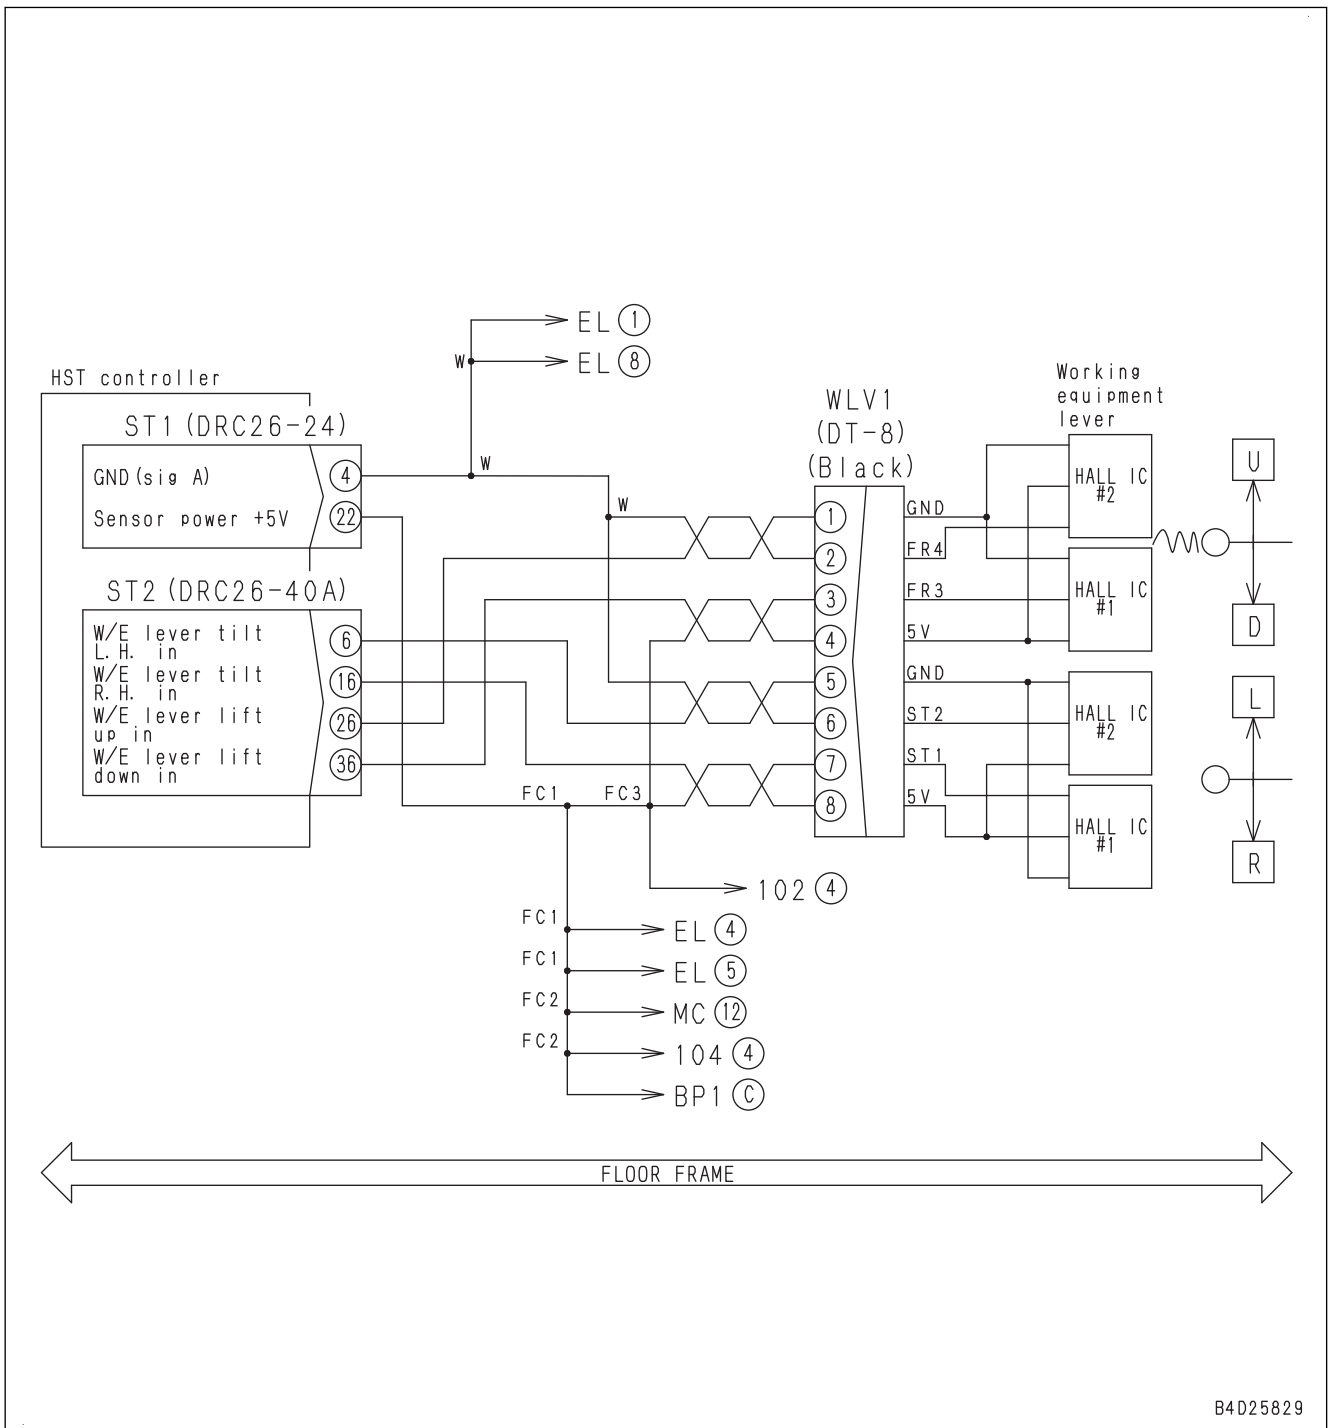 EL 1
W
EL 8
HST controller
ST1 (DRC26-24)
GND (sig A) 4
W
Sensor power +5V 22
W
ST2 (DRC26-40A)
W/E lever tilt
L.H. in 6
W/E lever tilt
R.H. in 16
W/E lever lift
up in 26
W/E lever lift
down in 36
FC1
FC3
WLV1
(DT-8)
(Black)
1 GND
2 FR4
3 FR3
4 5V
5 GND
6 ST2
7 ST1
8 5V
Working
equipment
lever
HALL IC
#2
HALL IC
#1
HALL IC
#2
HALL IC
#1
U
D
L
R
102 4
FC1
EL 4
FC1
EL 5
FC2
MC 12
FC2
104 4
BP1 C
FLOOR FRAME
B4D25829